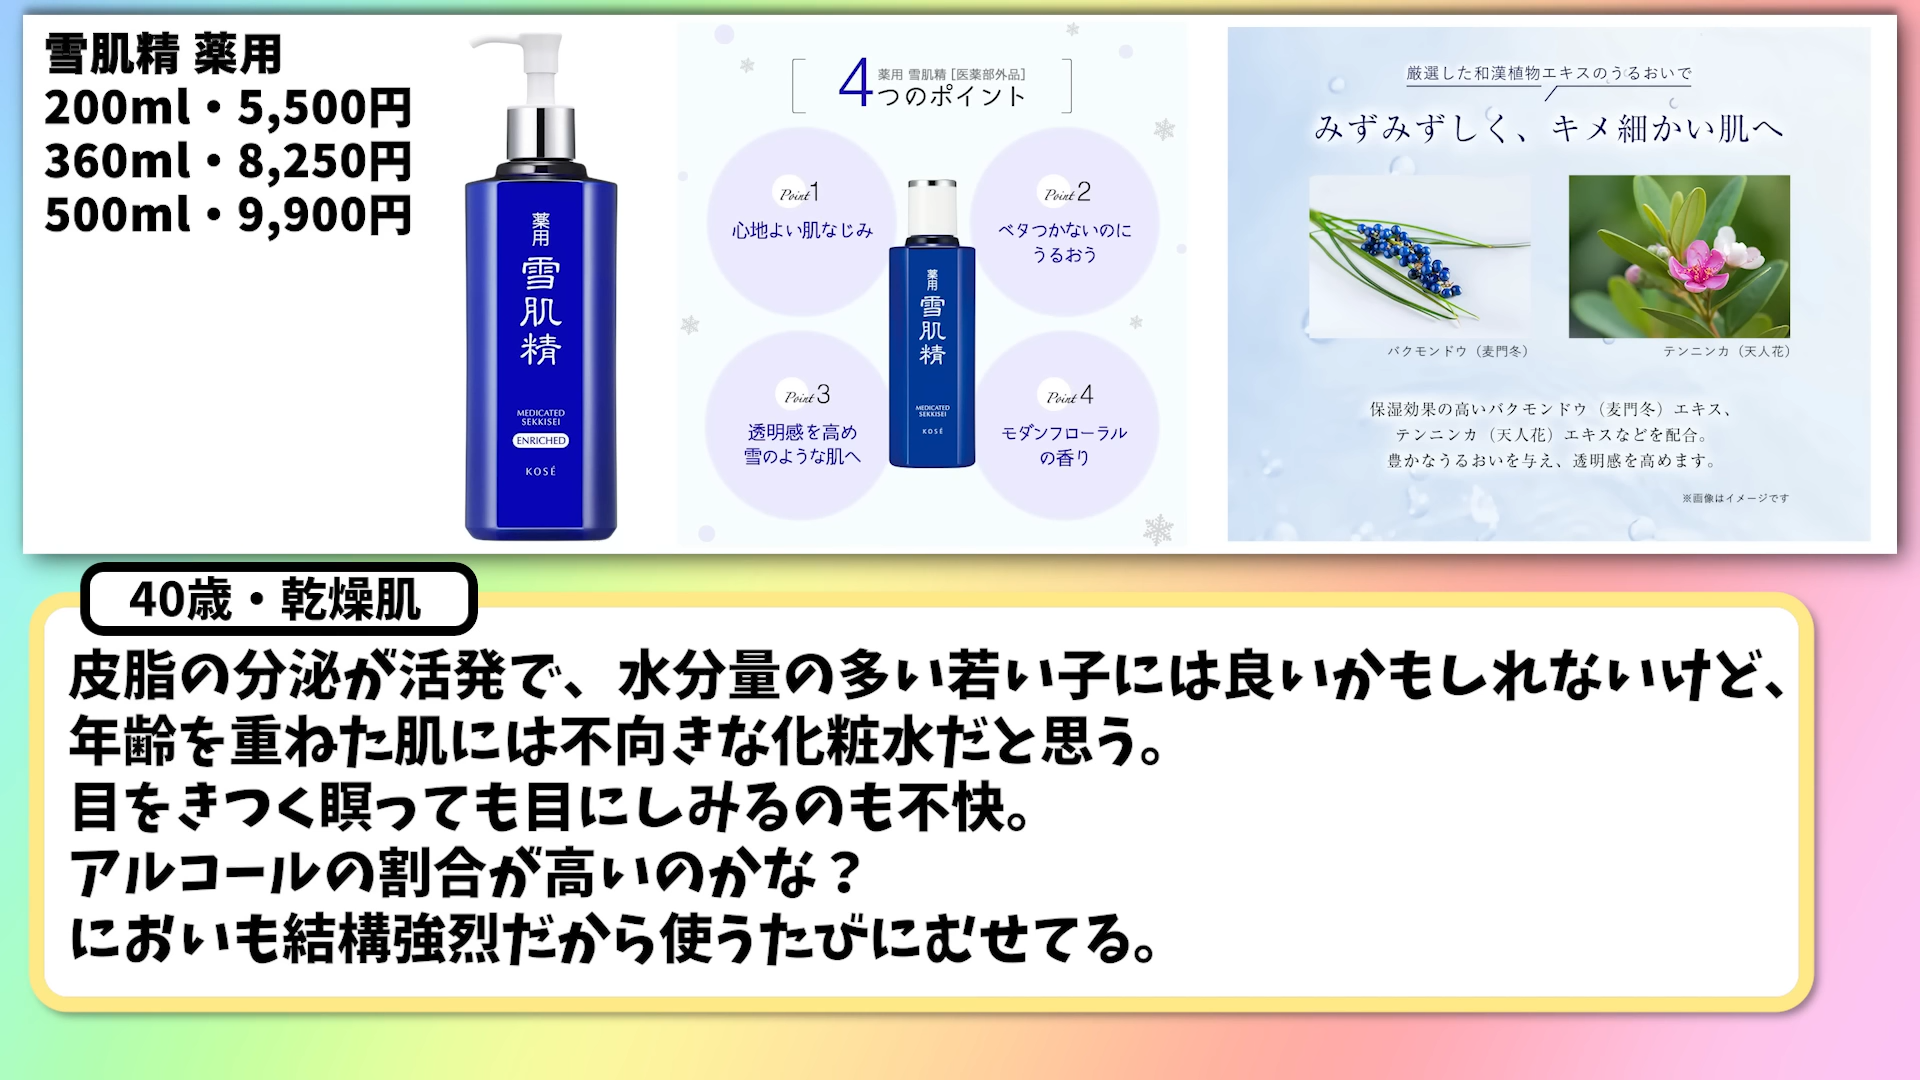 雪肌精 薬用
200ml・5,500円
360ml・8,250円
500ml・9,900円
薬用
雪肌精
MEDICATED
SEKKISEI
ENRICHED
KOSÉ
薬用 雪肌精［医薬部外品］
4つのポイント
Point1
心地よい肌なじみ
Point2
ベタつかないのに
うるおう
薬用
雪肌精
MEDICATED
SEKKISEI
KOSÉ
Point3
透明感を高め
雪のような肌へ
Point4
モダンフローラル
の香り
厳選した和漢植物エキスのうるおいで
みずみずしく、キメ細かい肌へ
バクモンドウ（麦門冬）
テンニンカ（天人花）
保湿効果の高いバクモンドウ（麦門冬）エキス、
テンニンカ（天人花）エキスなどを配合。
豊かなうるおいを与え、透明感を高めます。
※画像はイメージです
40歳・乾燥肌
皮脂の分泌が活発で、水分量の多い若い子には良いかもしれないけど、
年齢を重ねた肌には不向きな化粧水だと思う。
目をきつく瞑っても目にしみるのも不快。
アルコールの割合が高いのかな？
においも結構強烈だから使うたびにむせてる。